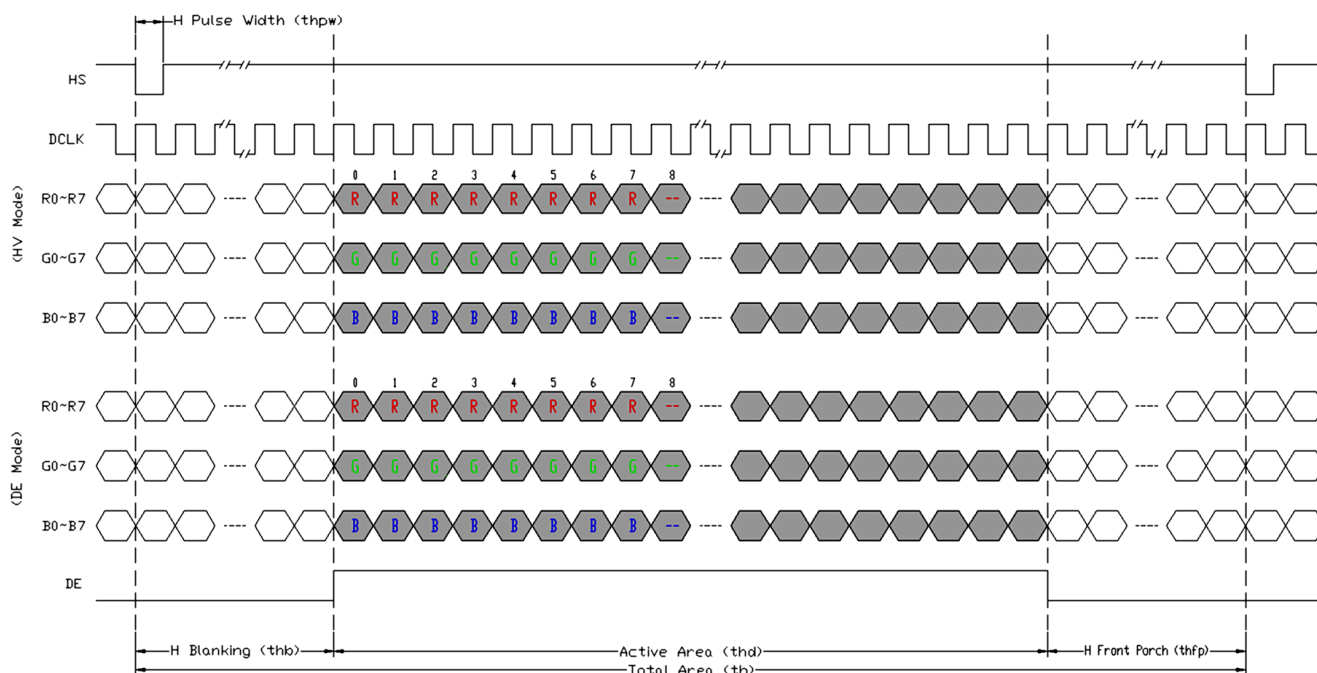 H Pulse Width (thpw)
HS
DCLK
(HV Mode)
0 1 2 3 4 5 6 7 8
R0~R7 R R R R R R R R --
G0~G7 G G G G G G G G --
B0~B7 B B B B B B B B --
(DE Mode)
0 1 2 3 4 5 6 7 8
R0~R7 R R R R R R R R --
G0~G7 G G G G G G G G --
B0~B7 B B B B B B B B --
DE
H Blanking (thb) Active Area (thd) H Front Porch (thfp)
Total Area (th)